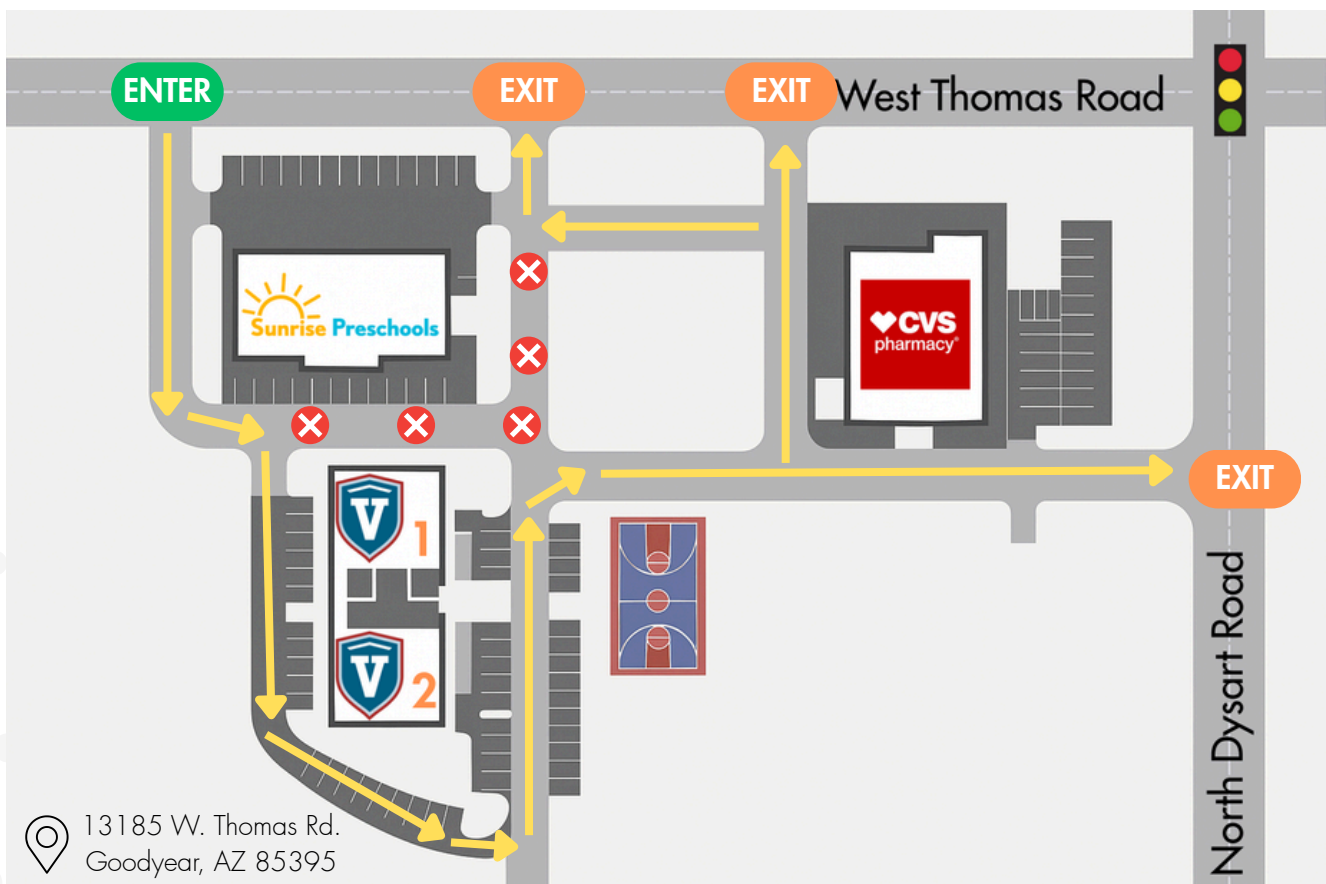 ENTER
EXIT
EXIT
West Thomas Road
Sunrise Preschools
CVS
pharmacy®
EXIT
V
1
V
2
North Dysart Road
13185 W. Thomas Rd.
Goodyear, AZ 85395